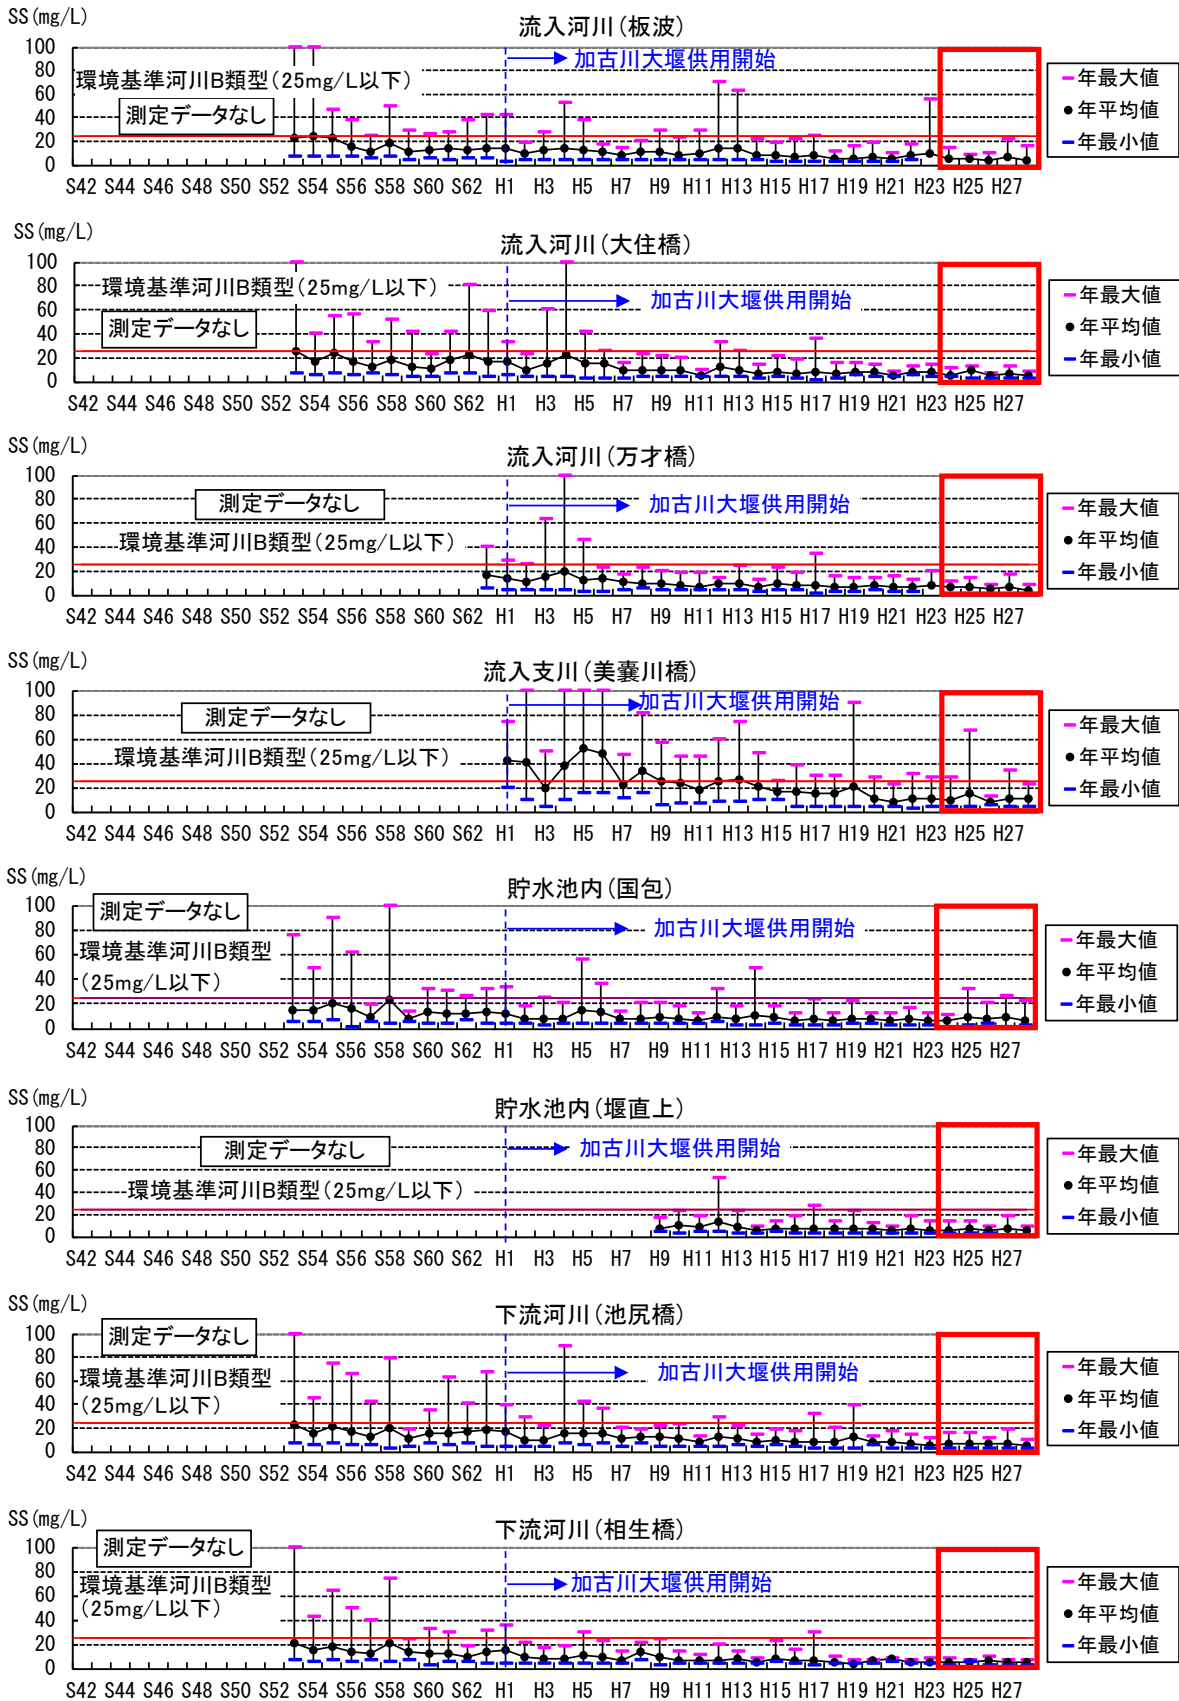 SS(mg/L)
流入河川(板波)
100
80
60
40
20
0
加古川大堰供用開始
環境基準河川B類型(25mg/L以下)
測定データなし
年最大値
年平均値
年最小値
S42 S44 S46 S48 S50 S52 S54 S56 S58 S60 S62 H1 H3 H5 H7 H9 H11 H13 H15 H17 H19 H21 H23 H25 H27
SS(mg/L)
流入河川(大住橋)
100
80
60
40
20
0
環境基準河川B類型(25mg/L以下)
加古川大堰供用開始
測定データなし
年最大値
年平均値
年最小値
S42 S44 S46 S48 S50 S52 S54 S56 S58 S60 S62 H1 H3 H5 H7 H9 H11 H13 H15 H17 H19 H21 H23 H25 H27
SS(mg/L)
流入河川(万才橋)
100
80
60
40
20
0
測定データなし
加古川大堰供用開始
環境基準河川B類型(25mg/L以下)
年最大値
年平均値
年最小値
S42 S44 S46 S48 S50 S52 S54 S56 S58 S60 S62 H1 H3 H5 H7 H9 H11 H13 H15 H17 H19 H21 H23 H25 H27
SS(mg/L)
流入支川(美嚢川橋)
100
80
60
40
20
0
加古川大堰供用開始
測定データなし
環境基準河川B類型(25mg/L以下)
年最大値
年平均値
年最小値
S42 S44 S46 S48 S50 S52 S54 S56 S58 S60 S62 H1 H3 H5 H7 H9 H11 H13 H15 H17 H19 H21 H23 H25 H27
SS(mg/L)
貯水池内(国包)
100
80
60
40
20
0
測定データなし
加古川大堰供用開始
環境基準河川B類型
(25mg/L以下)
年最大値
年平均値
年最小値
S42 S44 S46 S48 S50 S52 S54 S56 S58 S60 S62 H1 H3 H5 H7 H9 H11 H13 H15 H17 H19 H21 H23 H25 H27
SS(mg/L)
貯水池内(堰直上)
100
80
60
40
20
0
測定データなし
加古川大堰供用開始
環境基準河川B類型(25mg/L以下)
年最大値
年平均値
年最小値
S42 S44 S46 S48 S50 S52 S54 S56 S58 S60 S62 H1 H3 H5 H7 H9 H11 H13 H15 H17 H19 H21 H23 H25 H27
SS(mg/L)
下流河川(池尻橋)
100
80
60
40
20
0
測定データなし
加古川大堰供用開始
環境基準河川B類型
(25mg/L以下)
年最大値
年平均値
年最小値
S42 S44 S46 S48 S50 S52 S54 S56 S58 S60 S62 H1 H3 H5 H7 H9 H11 H13 H15 H17 H19 H21 H23 H25 H27
SS(mg/L)
下流河川(相生橋)
100
80
60
40
20
0
測定データなし
加古川大堰供用開始
環境基準河川B類型
(25mg/L以下)
年最大値
年平均値
年最小値
S42 S44 S46 S48 S50 S52 S54 S56 S58 S60 S62 H1 H3 H5 H7 H9 H11 H13 H15 H17 H19 H21 H23 H25 H27